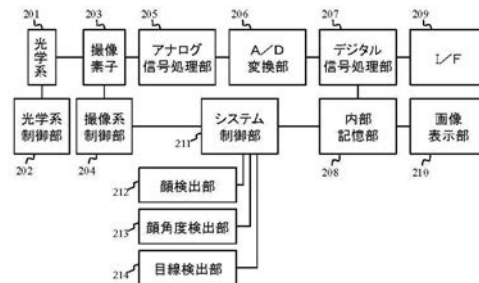 201
203
205
206
207
209
光学系
撮像
素子
アナログ
信号処理部
A/D
変換部
デジタル
信号処理部
I/F
光学系
制御部
撮像系
制御部
システム
制御部
内部
記憶部
画像
表示部
202
204
211
208
210
212
顔検出部
213
顔角度検出部
214
目線検出部